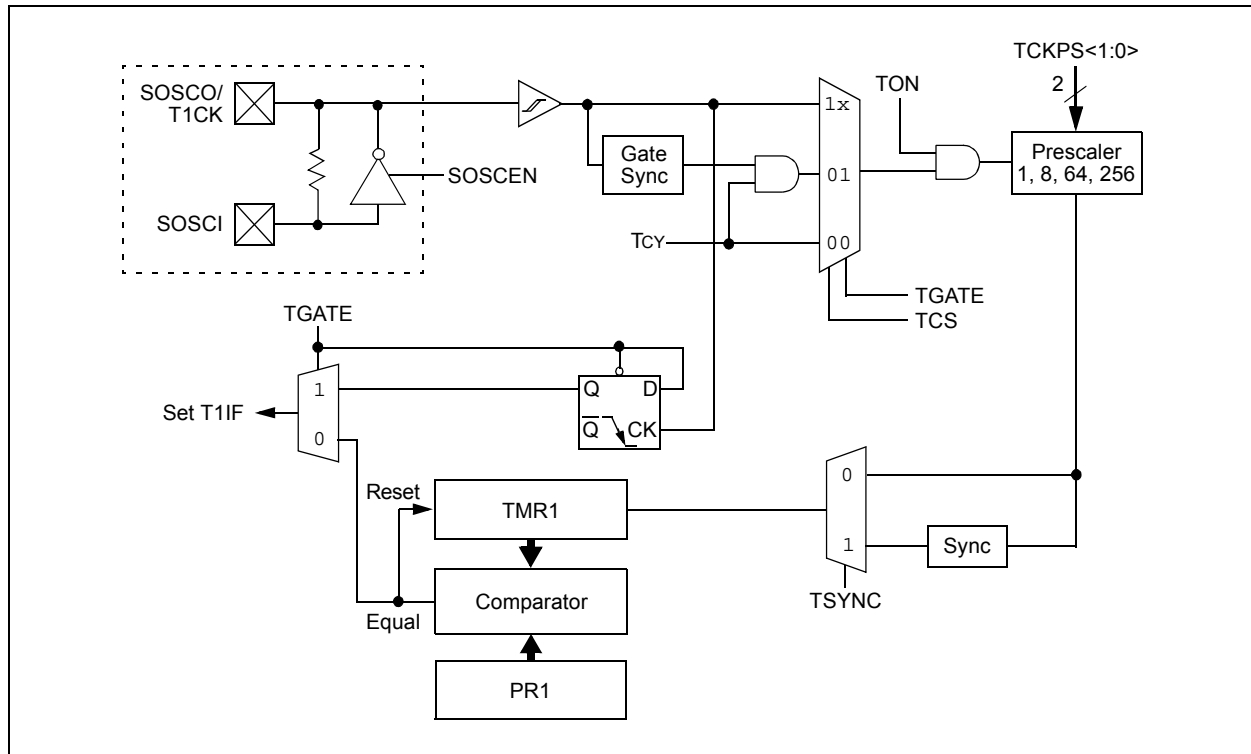 TCKPS<1:0>
2
SOSCO/
T1CK
TON
1x
Gate
Sync
Prescaler
1, 8, 64, 256
SOSCEN
01
SOSCI
TCY
00
TGATE
TCS
TGATE
1
Q
D
Set T1IF
Q
CK
0
Reset
TMR1
0
1
Sync
Comparator
TSYNC
Equal
PR1